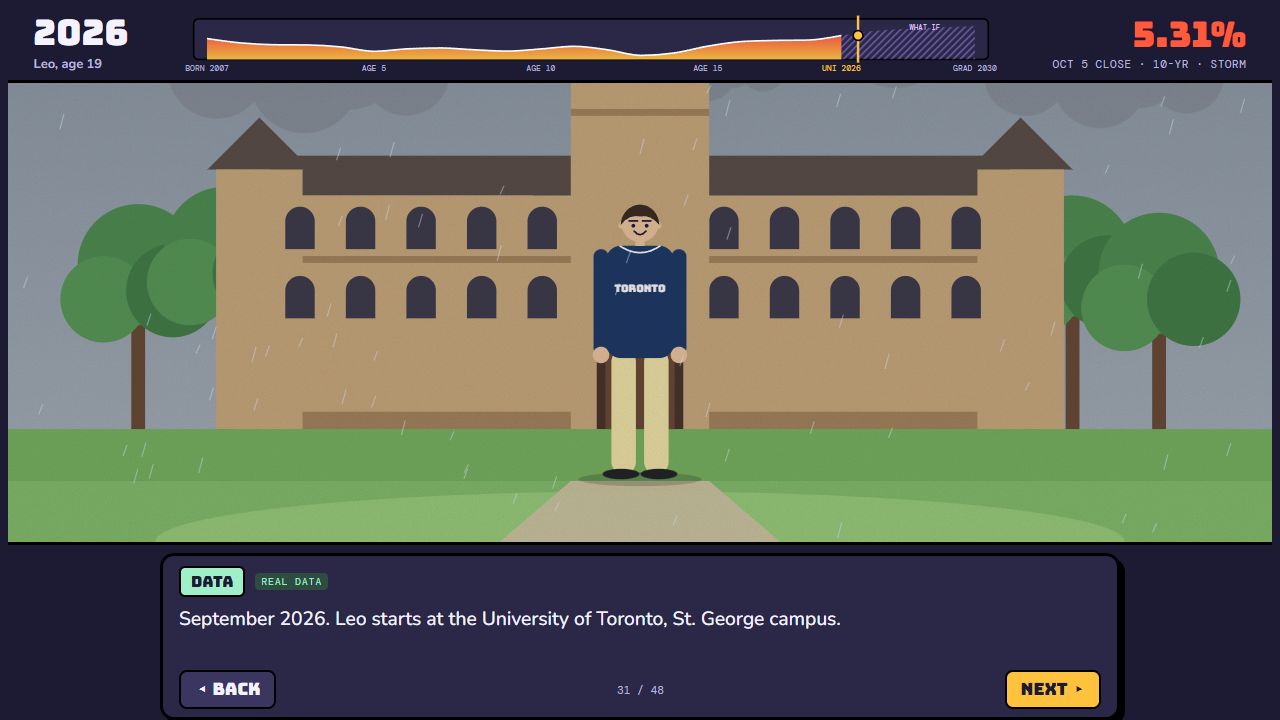 2026
Leo, age 19
WHAT IF
BORN 2007
AGE 5
AGE 10
AGE 15
UNI 2026
GRAD 2030
5.31%
OCT 5 CLOSE · 10-YR · STORM
TORONTO
DATA
REAL DATA
September 2026. Leo starts at the University of Toronto, St. George campus.
◂ BACK
31 / 48
NEXT ▸